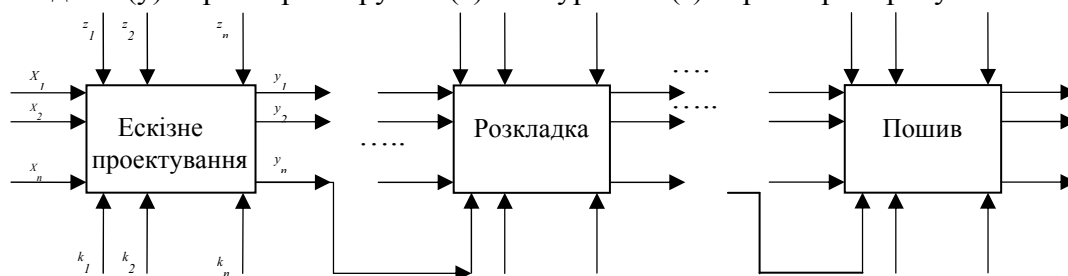 z₁ z₂ zₙ
X₁ y₁
X₂ y₂
Xₙ yₙ
Ескізне
проектування
Розкладка
Пошив
.....
....
.....
k₁ k₂ kₙ